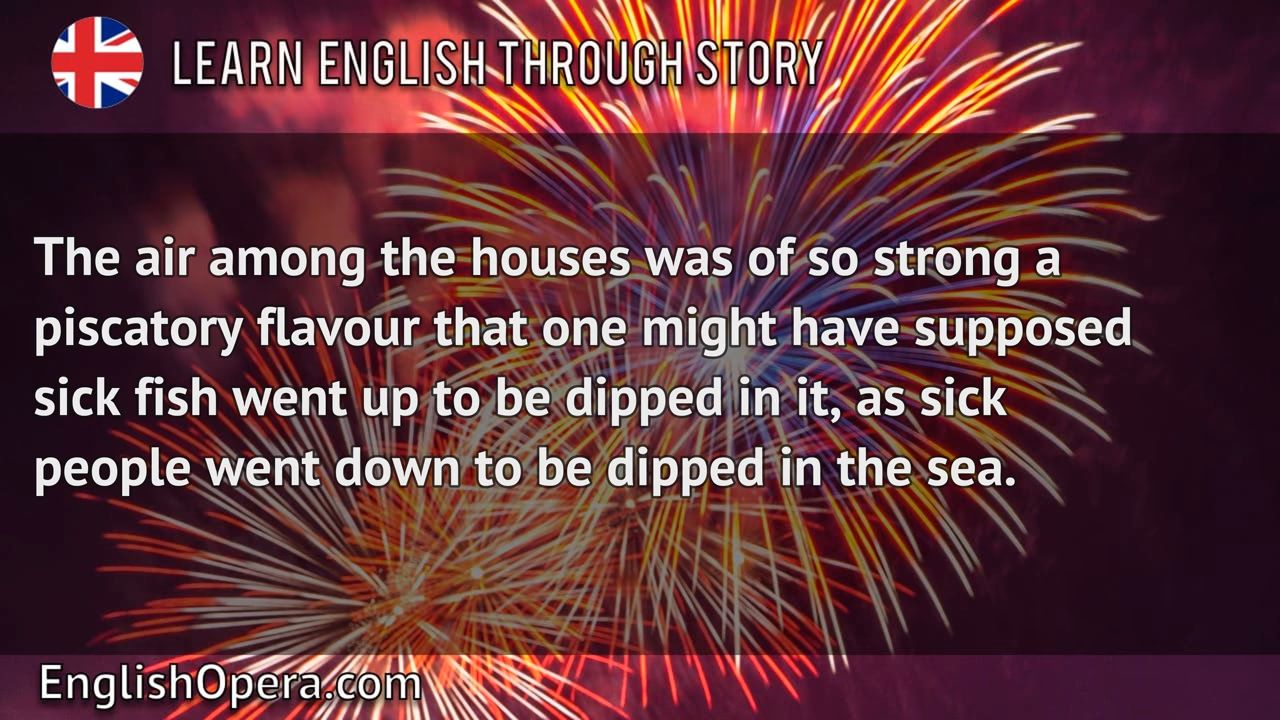 LEARN ENGLISH THROUGH STORY
The air among the houses was of so strong a
piscatory flavour that one might have supposed
sick fish went up to be dipped in it, as sick
people went down to be dipped in the sea.
EnglishOpera.com